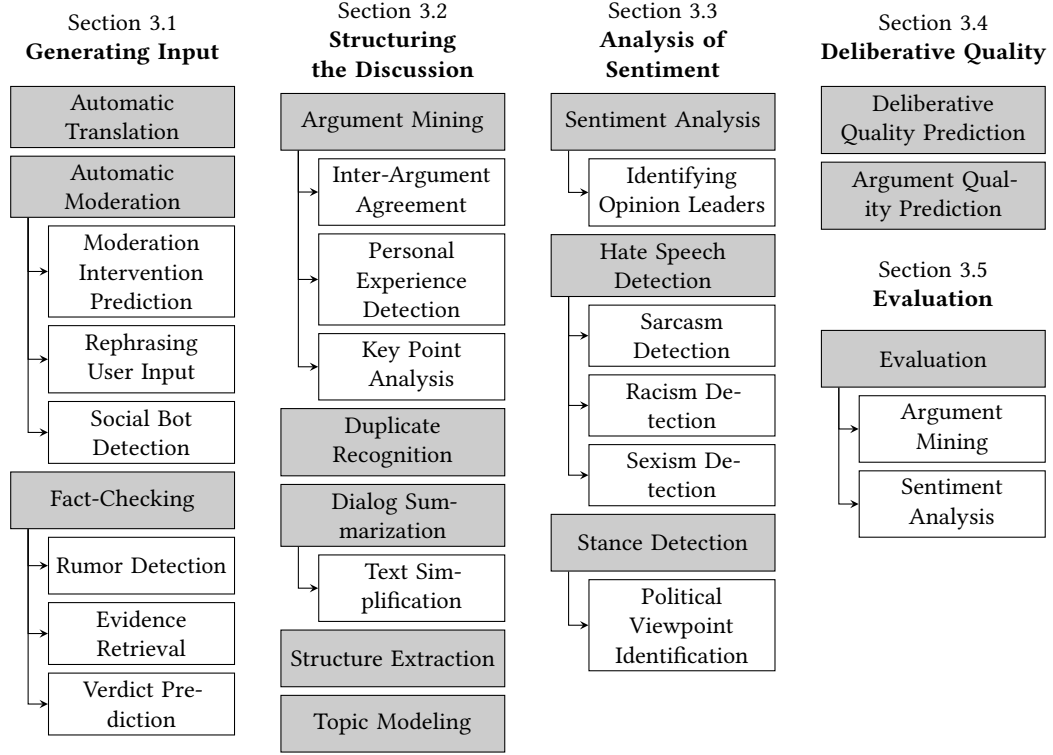 Section 3.1
Generating Input
Automatic
Translation
Automatic
Moderation
Moderation
Intervention
Prediction
Rephrasing
User Input
Social Bot
Detection
Fact-Checking
Rumor Detection
Evidence
Retrieval
Verdict Pre-
diction
Section 3.2
Structuring
the Discussion
Argument Mining
Inter-Argument
Agreement
Personal
Experience
Detection
Key Point
Analysis
Duplicate
Recognition
Dialog Sum-
marization
Text Sim-
plification
Structure Extraction
Topic Modeling
Section 3.3
Analysis of
Sentiment
Sentiment Analysis
Identifying
Opinion Leaders
Hate Speech
Detection
Sarcasm
Detection
Racism De-
tection
Sexism De-
tection
Stance Detection
Political
Viewpoint
Identification
Section 3.4
Deliberative Quality
Deliberative
Quality Prediction
Argument Qual-
ity Prediction
Section 3.5
Evaluation
Evaluation
Argument
Mining
Sentiment
Analysis